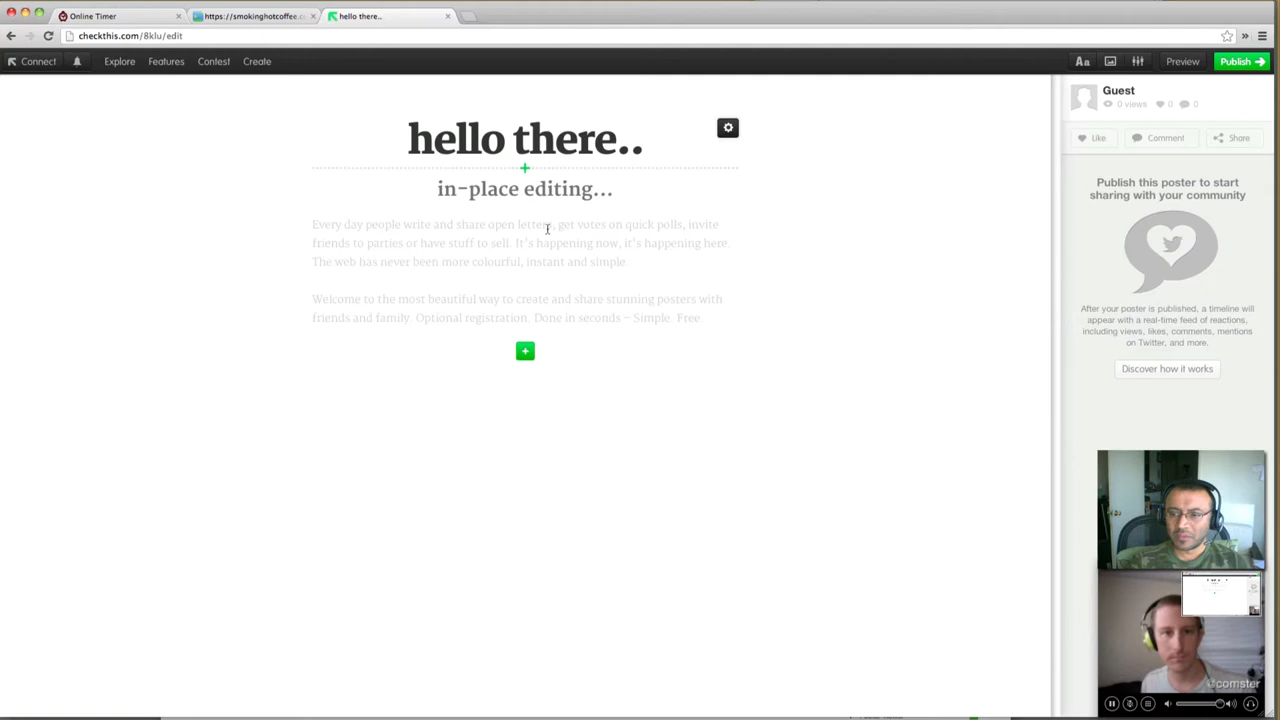 Online Timer
https://smokinghotcoffee.c
hello there..
checkthis.com/8klu/edit
Connect
Explore
Features
Contest
Create
Aa
Preview
Publish
hello there..
in-place editing...
Every day people write and share open letters, get votes on quick polls, invite
friends to parties or have stuff to sell. It's happening now, it's happening here.
The web has never been more colourful, instant and simple.
Welcome to the most beautiful way to create and share stunning posters with
friends and family. Optional registration. Done in seconds – Simple. Free.
Guest
0 views
0
0
Like
Comment
Share
Publish this poster to start
sharing with your community
After your poster is published, a timeline will
appear with a real-time feed of reactions,
including views, likes, comments, mentions
on Twitter, and more.
Discover how it works
@comster